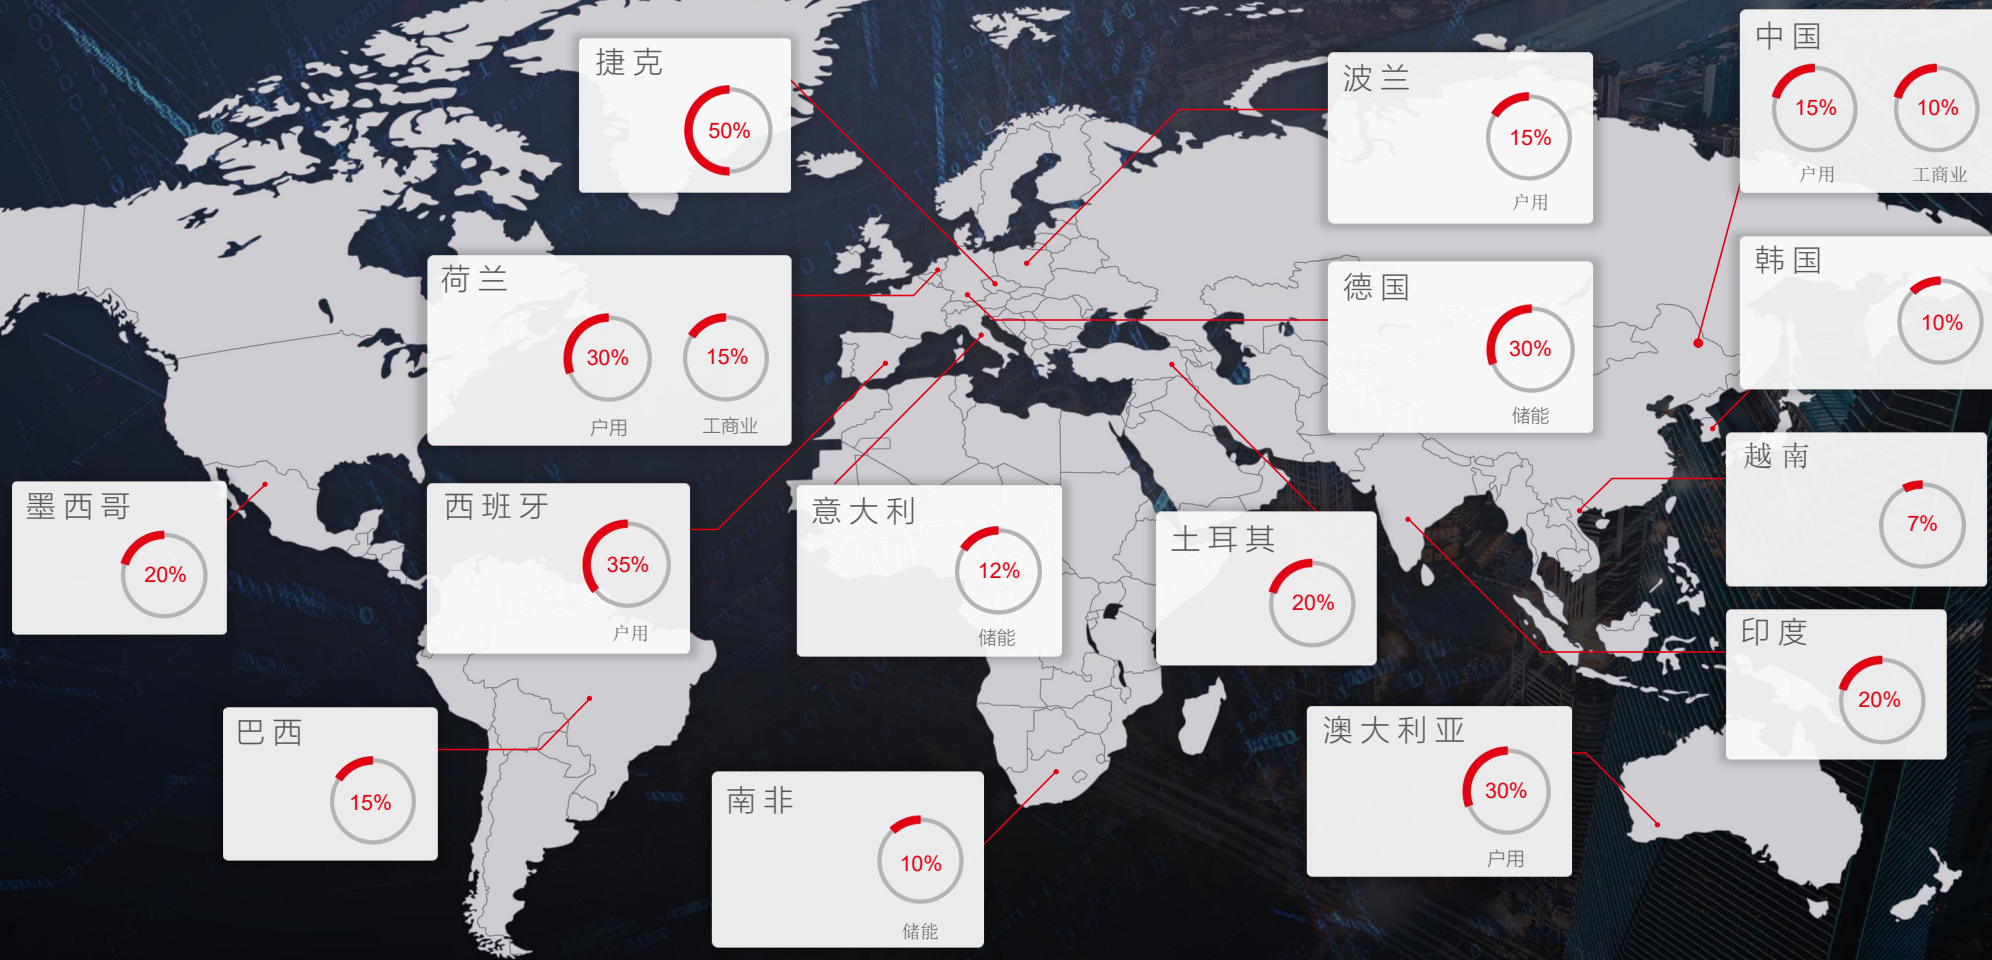 捷克
50%
波兰
15%
户用
中国
15%
10%
户用
工商业
荷兰
30%
15%
户用
工商业
德国
30%
储能
韩国
10%
墨西哥
20%
西班牙
35%
户用
意大利
12%
储能
土耳其
20%
越南
7%
印度
20%
巴西
15%
南非
10%
储能
澳大利亚
30%
户用